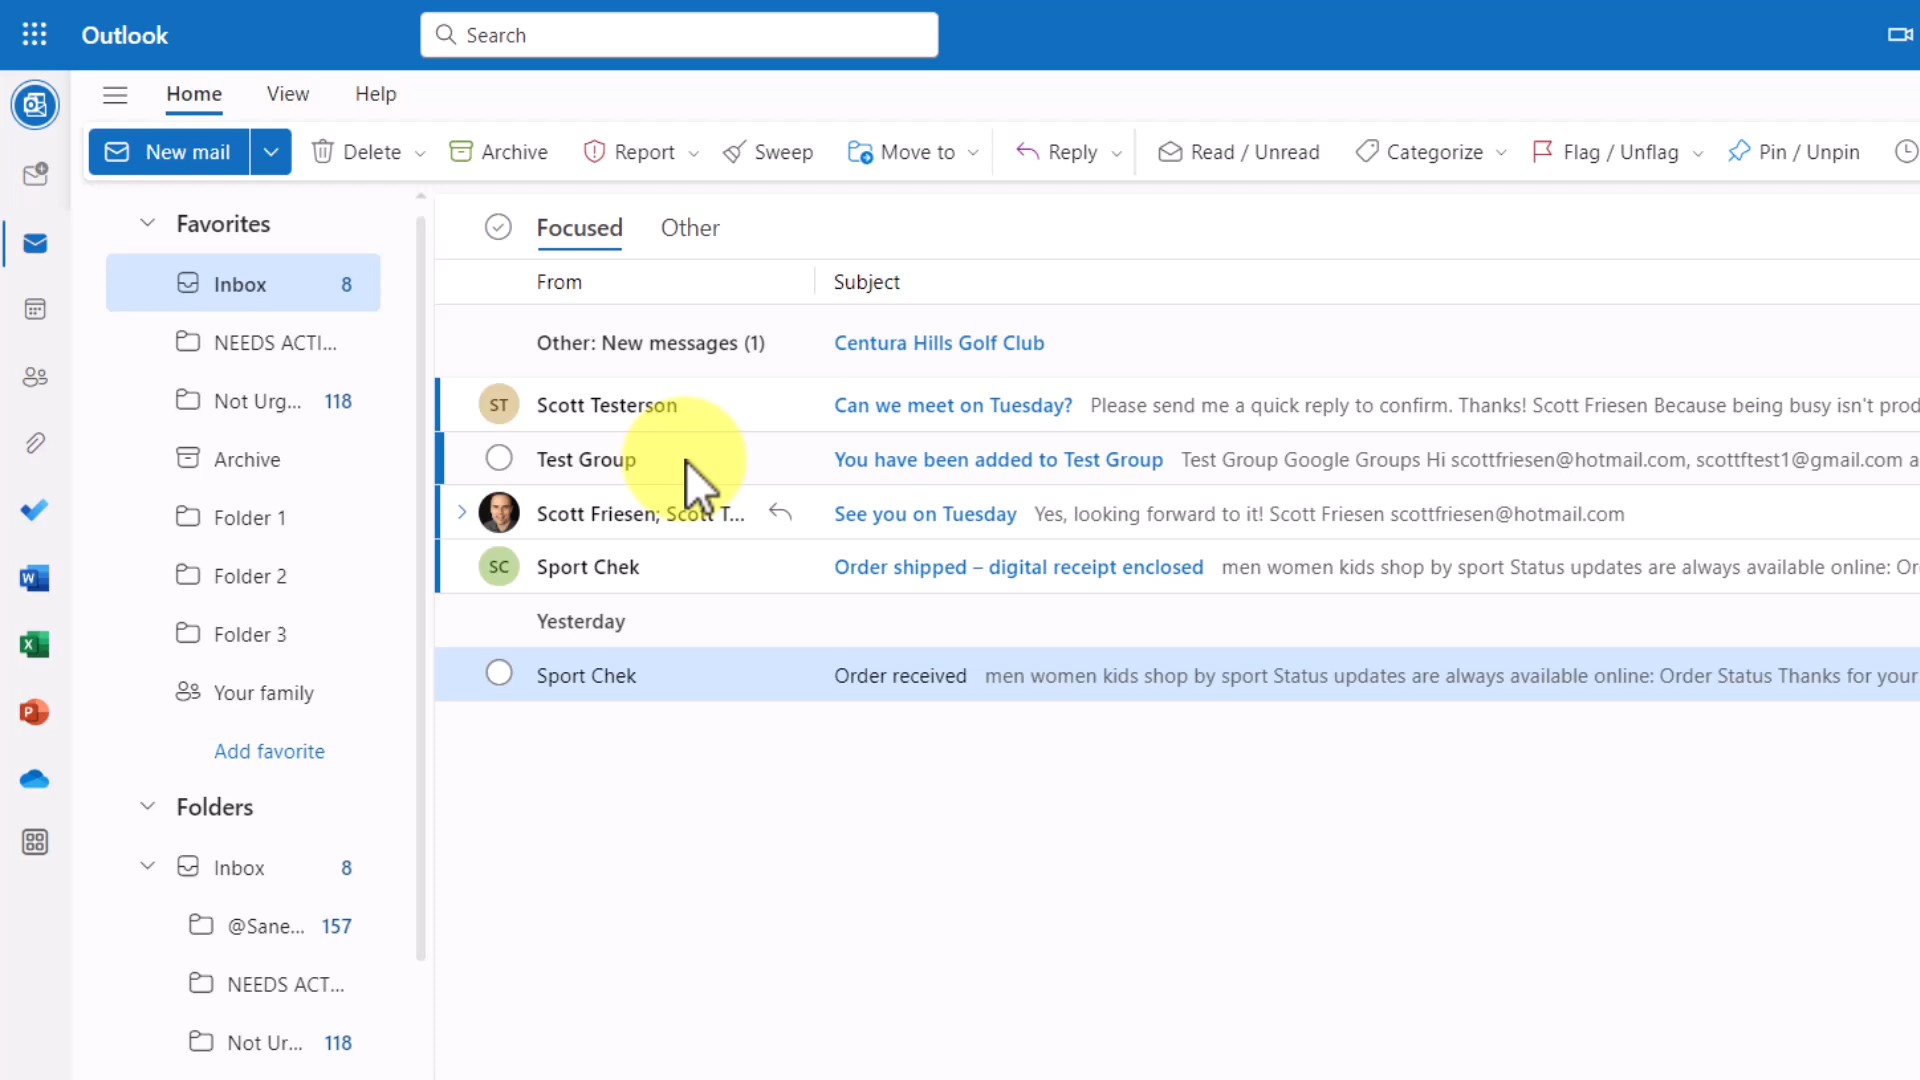 Outlook
Search
Home View Help
New mail Delete Archive Report Sweep Move to Reply Read / Unread Categorize Flag / Unflag Pin / Unpin
Favorites
Inbox 8
NEEDS ACTI...
Not Urg... 118
Archive
Folder 1
Folder 2
Folder 3
Your family
Add favorite
Folders
Inbox 8
@Sane... 157
NEEDS ACT...
Not Ur... 118
Focused Other
From Subject
Other: New messages (1) Centura Hills Golf Club
ST Scott Testerson Can we meet on Tuesday? Please send me a quick reply to confirm. Thanks! Scott Friesen Because being busy isn't prod
Test Group You have been added to Test Group Test Group Google Groups Hi scottfriesen@hotmail.com, scottftest1@gmail.com a
Scott Friesen; Scott T... See you on Tuesday Yes, looking forward to it! Scott Friesen scottfriesen@hotmail.com
SC Sport Chek Order shipped – digital receipt enclosed men women kids shop by sport Status updates are always available online: Or
Yesterday
Sport Chek Order received men women kids shop by sport Status updates are always available online: Order Status Thanks for your